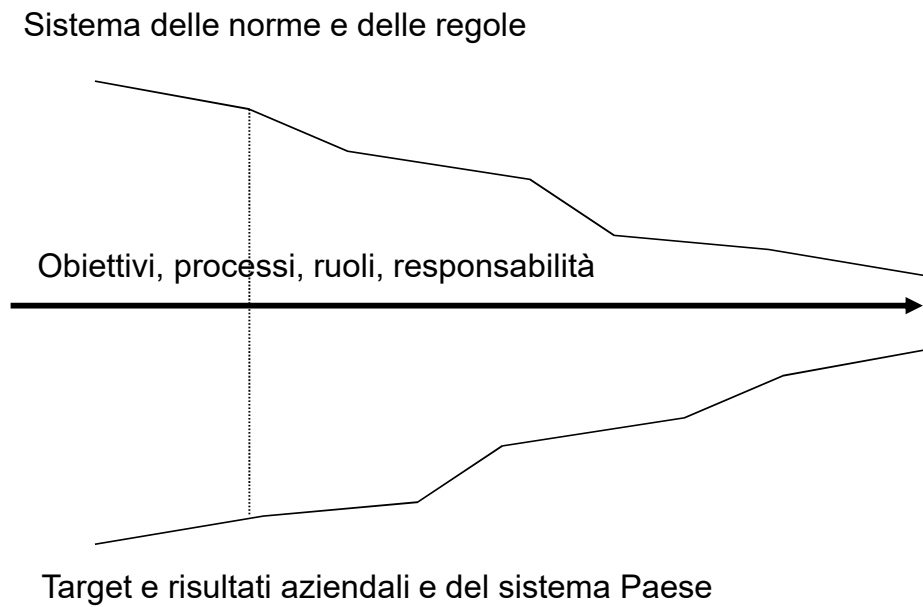 Sistema delle norme e delle regole
Obiettivi, processi, ruoli, responsabilità
Target e risultati aziendali e del sistema Paese